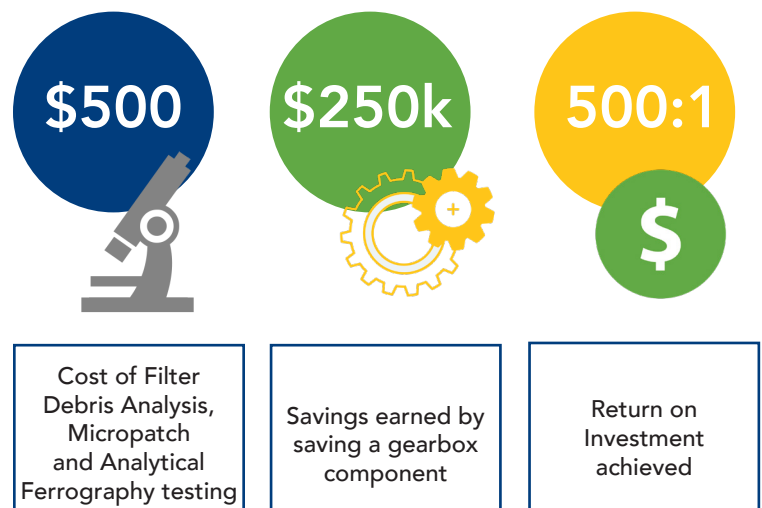 $500
$250k
500:1
$
Cost of Filter
Debris Analysis,
Micropatch
and Analytical
Ferrography testing
Savings earned by
saving a gearbox
component
Return on
Investment
achieved